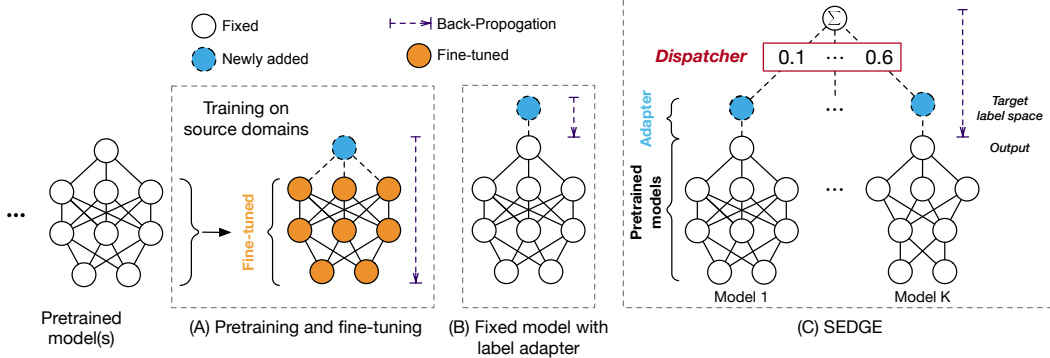 Fixed
Newly added
Back-Propogation
Fine-tuned
Training on
source domains
Fine-tuned
...
Pretrained
model(s)
(A) Pretraining and fine-tuning
(B) Fixed model with
label adapter
Σ
Dispatcher
0.1 ... 0.6
...
Adapter
Pretrained
models
...
Target
label space
Output
Model 1
Model K
(C) SEDGE